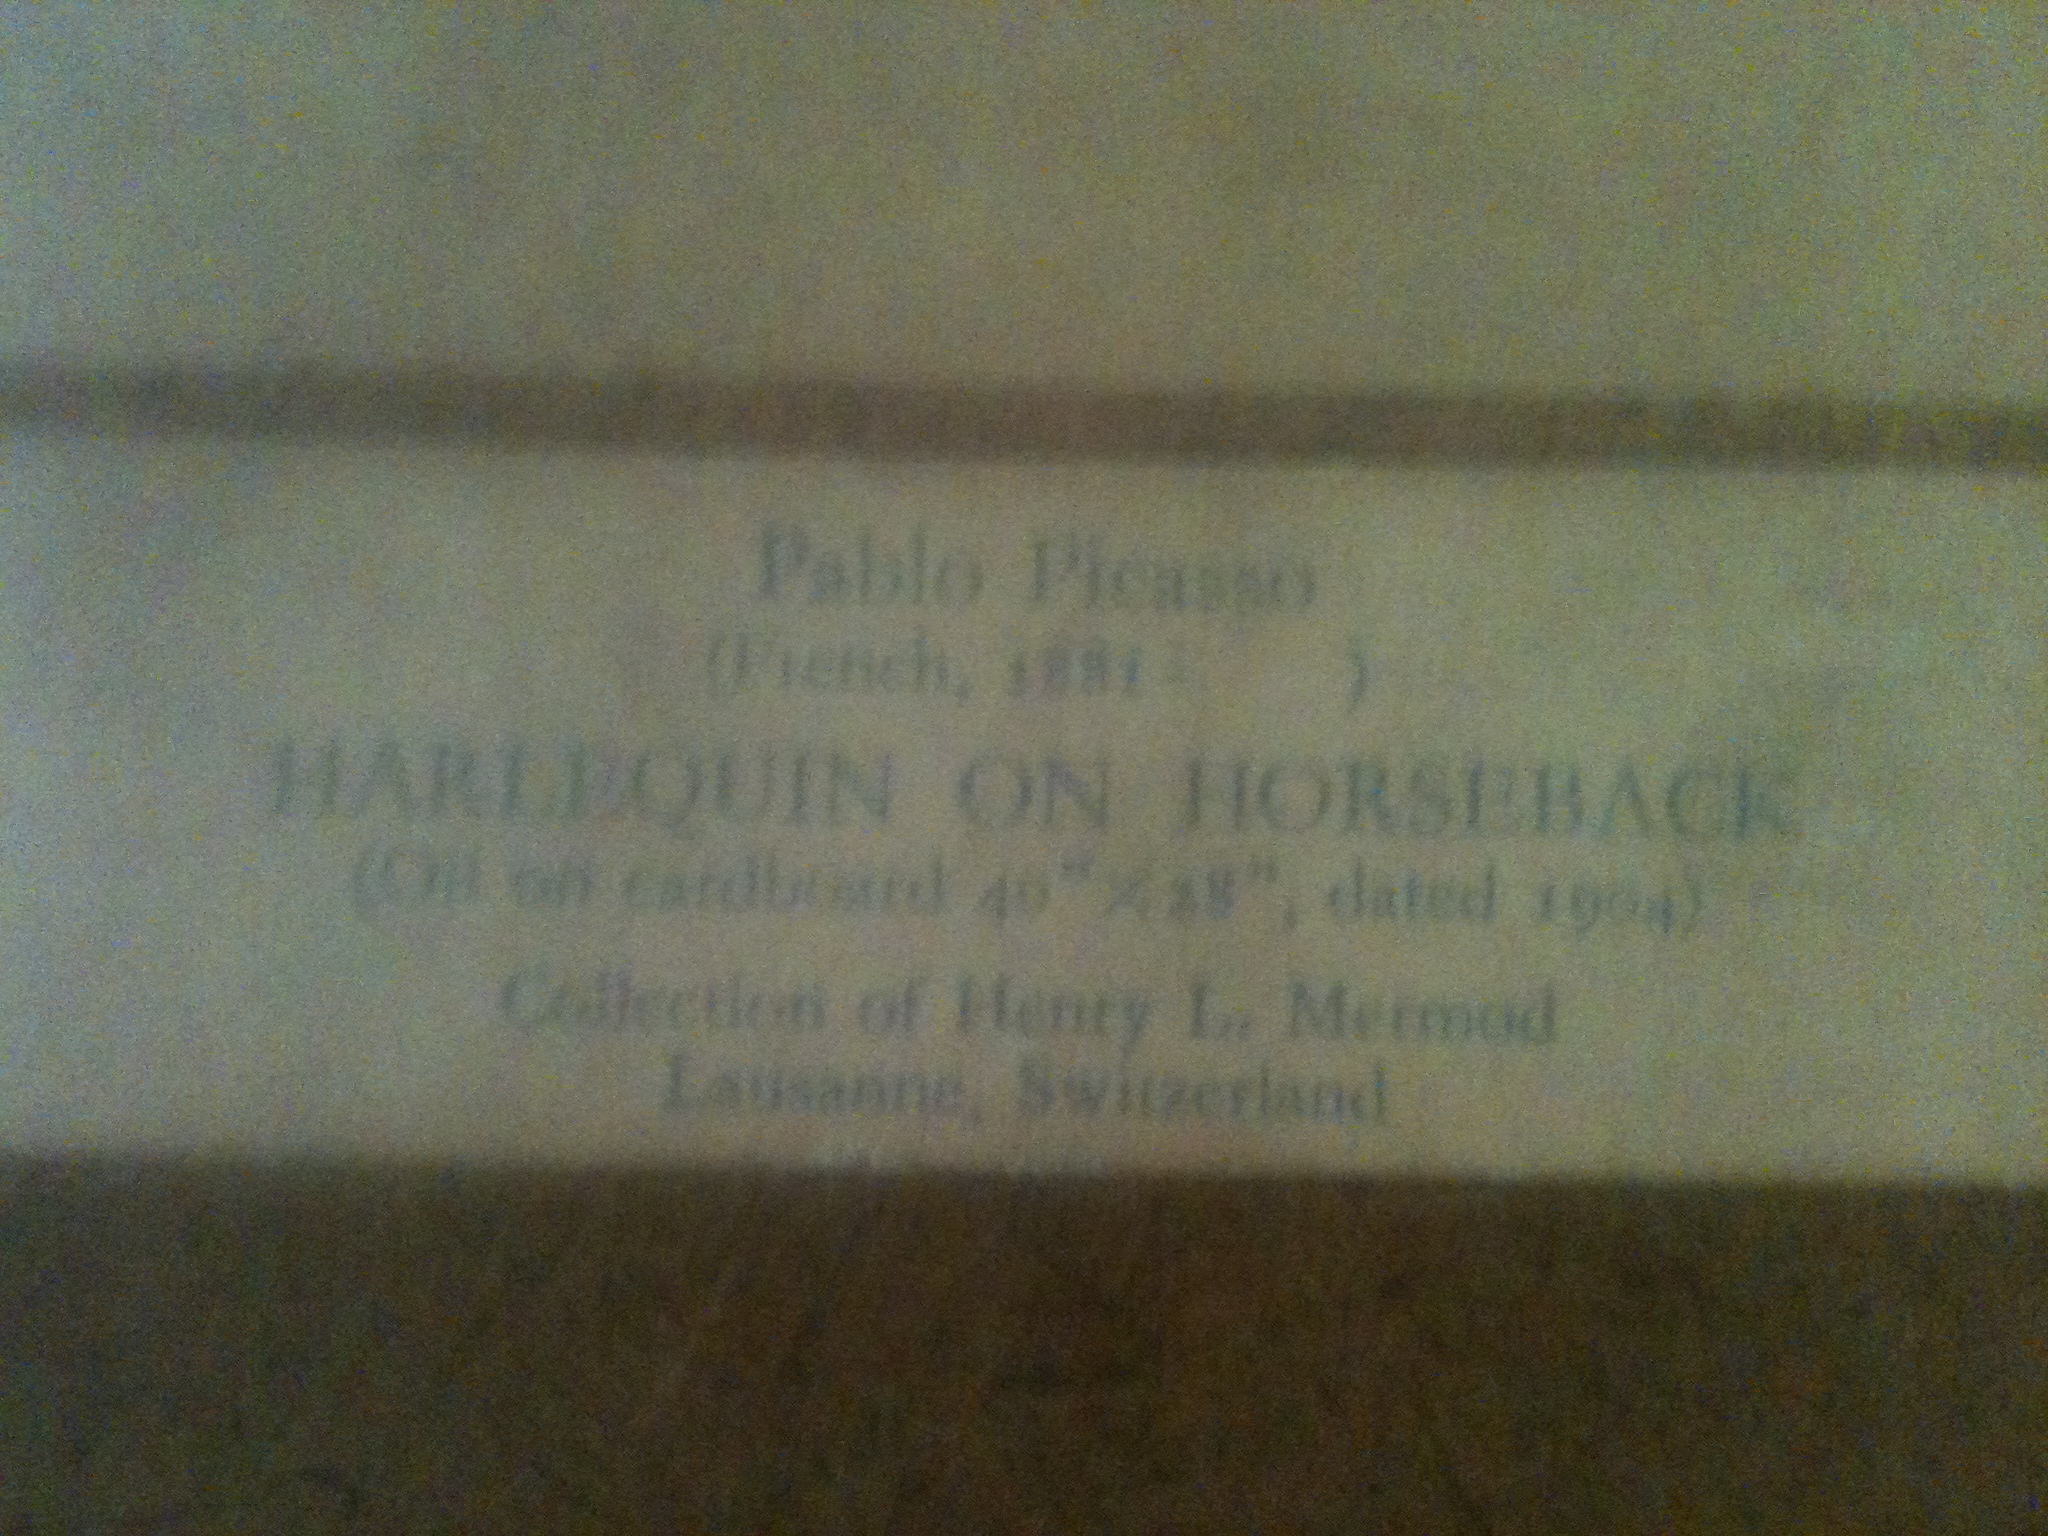 Pablo Picasso
(French, 1881- )
HARLEQUIN ON HORSEBACK
(Oil on cardboard 40" × 28", dated 1904)
Collection of Henry L. Mermod
Lausanne, Switzerland